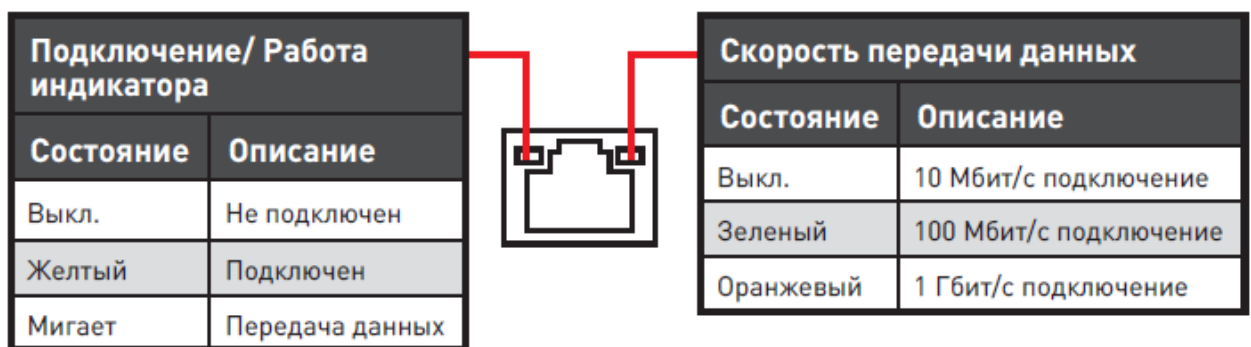 Подключение/ Работа
индикатора
Состояние Описание
Выкл. Не подключен
Желтый Подключен
Мигает Передача данных
Скорость передачи данных
Состояние Описание
Выкл. 10 Мбит/с подключение
Зеленый 100 Мбит/с подключение
Оранжевый 1 Гбит/с подключение